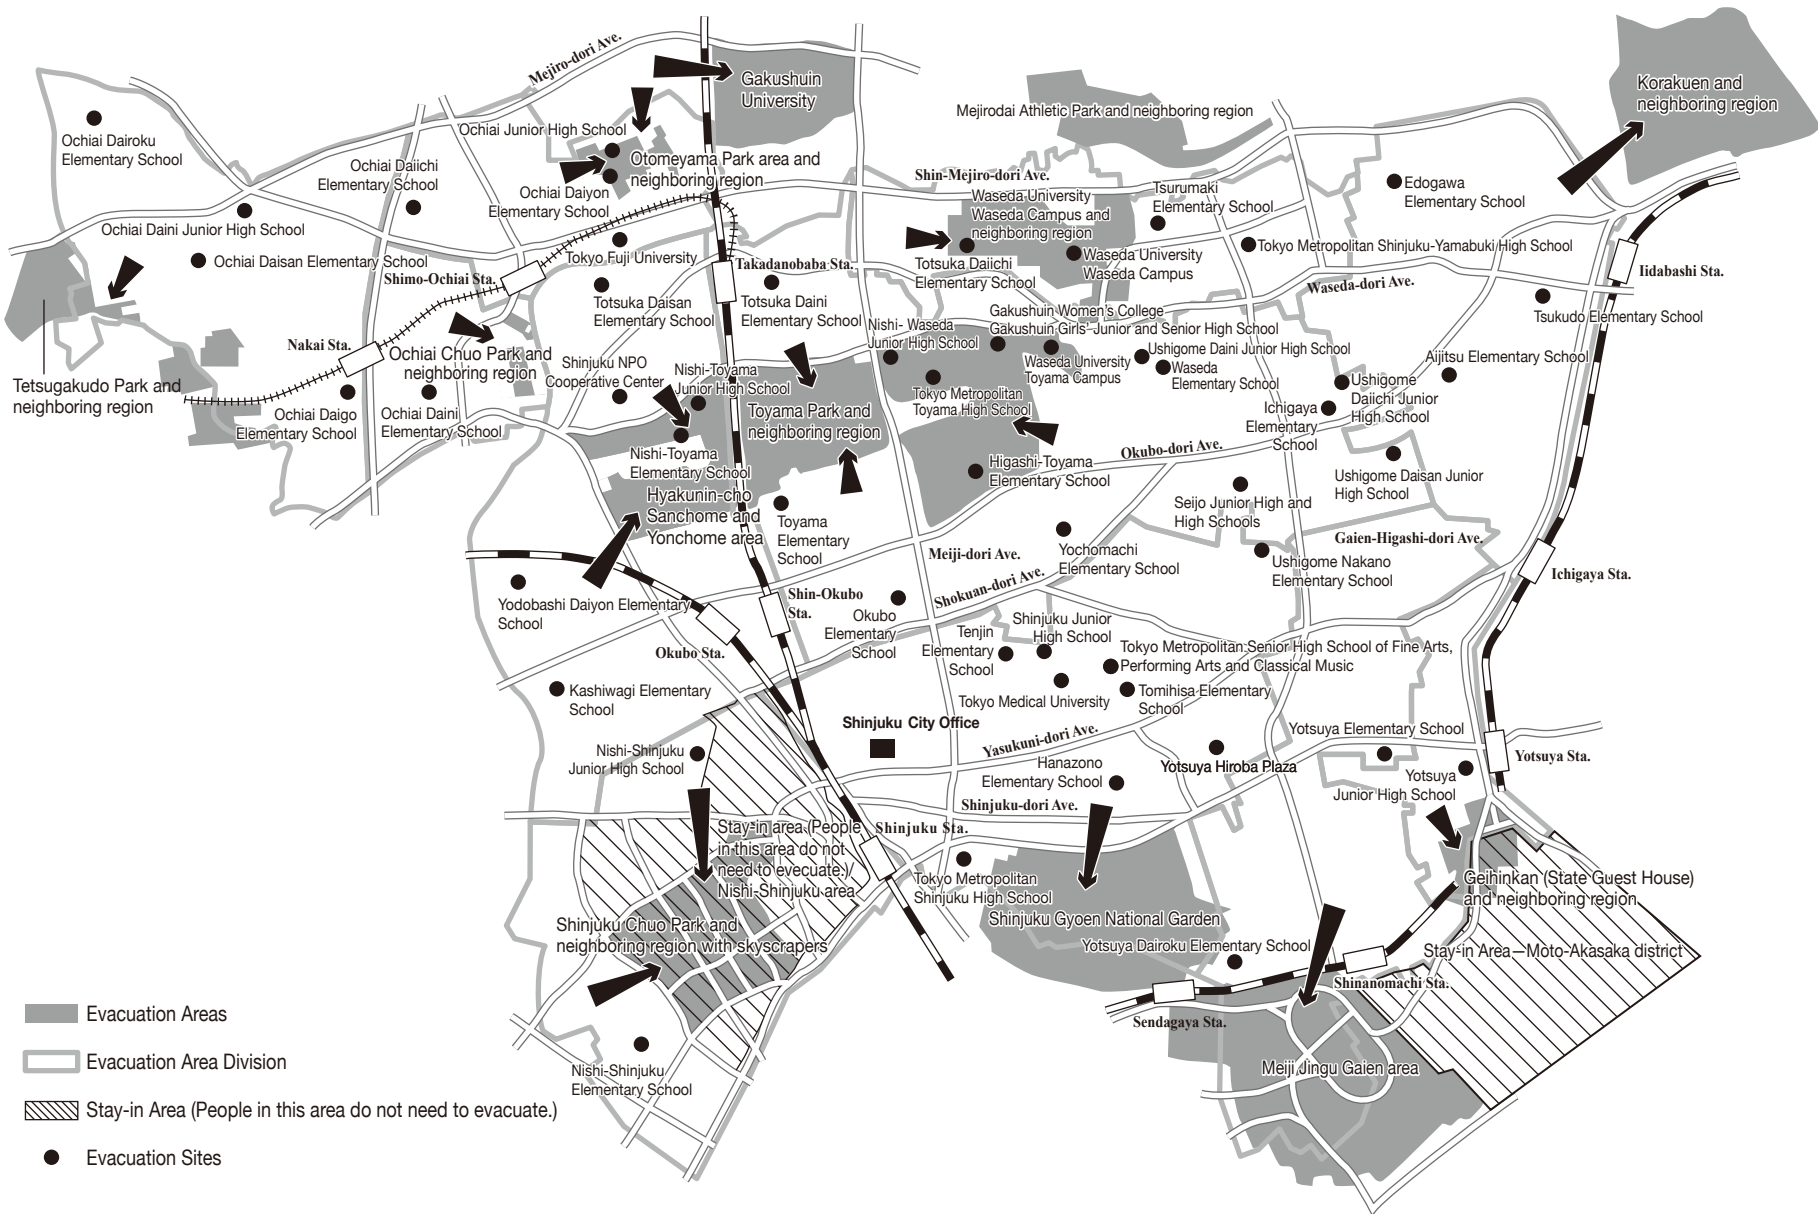 Mejiro-dori Ave.
Gakushuin
University
Korakuen and
neighboring region
Mejirodai Athletic Park and neighboring region
Ochiai Dairoku
Elementary School
Ochiai Junior High School
Ochiai Daiichi
Elementary School
Otomeyama Park area and
neighboring region
Ochiai Daiyon
Elementary School
Shin-Mejiro-dori Ave.
Waseda University
Waseda Campus and
neighboring region
Tsurumaki
Elementary School
Edogawa
Elementary School
Ochiai Daini Junior High School
Ochiai Daisan Elementary School
Shimo-Ochiai Sta.
Tokyo Fuji University
Takadanobaba Sta.
Totsuka Daiichi
Elementary School
Waseda University
Waseda Campus
Tokyo Metropolitan Shinjuku-Yamabuki High School
Iidabashi Sta.
Waseda-dori Ave.
Totsuka Daisan
Elementary School
Totsuka Daini
Elementary School
Tsukudo Elementary School
Nakai Sta.
Ochiai Chuo Park and
neighboring region
Nishi- Waseda
Junior High School
Gakushuin Women's College
Gakushuin Girls' Junior and Senior High School
Waseda University
Toyama Campus
Ushigome Daini Junior High School
Waseda
Elementary School
Aijitsu Elementary School
Tetsugakudo Park and
neighboring region
Shinjuku NPO
Cooperative Center
Nishi-Toyama
Junior High School
Tokyo Metropolitan
Toyama High School
Ushigome
Daiichi Junior
High School
Ichigaya
Elementary
School
Ochiai Daigo
Elementary School
Ochiai Daini
Elementary School
Toyama Park and
neighboring region
Okubo-dori Ave.
Nishi-Toyama
Elementary School
Higashi-Toyama
Elementary School
Ushigome Daisan Junior
High School
Hyakunin-cho
Sanchome and
Yonchome area
Toyama
Elementary
School
Seijo Junior High and
High Schools
Gaien-Higashi-dori Ave.
Meiji-dori Ave.
Yochomachi
Elementary School
Ushigome Nakano
Elementary School
Ichigaya Sta.
Shokuan-dori Ave.
Yodobashi Daiyon Elementary
School
Shin-Okubo
Sta.
Okubo Sta.
Okubo
Elementary
School
Tenjin
Elementary
School
Shinjuku Junior
High School
Tokyo Metropolitan Senior High School of Fine Arts,
Performing Arts and Classical Music
Kashiwagi Elementary
School
Tokyo Medical University
Tomihisa Elementary
School
Shinjuku City Office
Yasukuni-dori Ave.
Yotsuya Elementary School
Nishi-Shinjuku
Junior High School
Hanazono
Elementary School
Yotsuya Hiroba Plaza
Yotsuya
Junior High School
Yotsuya Sta.
Shinjuku-dori Ave.
Stay-in area (People
in this area do not
need to evecuate.)/
Nishi-Shinjuku area
Shinjuku Sta.
Tokyo Metropolitan
Shinjuku High School
Geihinkan (State Guest House)
and neighboring region
Shinjuku Chuo Park and
neighboring region with skyscrapers
Shinjuku Gyoen National Garden
Yotsuya Dairoku Elementary School
Stay-in Area—Moto-Akasaka district
Shinanomachi Sta.
Sendagaya Sta.
Meiji Jingu Gaien area
Nishi-Shinjuku
Elementary School
Evacuation Areas
Evacuation Area Division
Stay-in Area (People in this area do not need to evacuate.)
Evacuation Sites